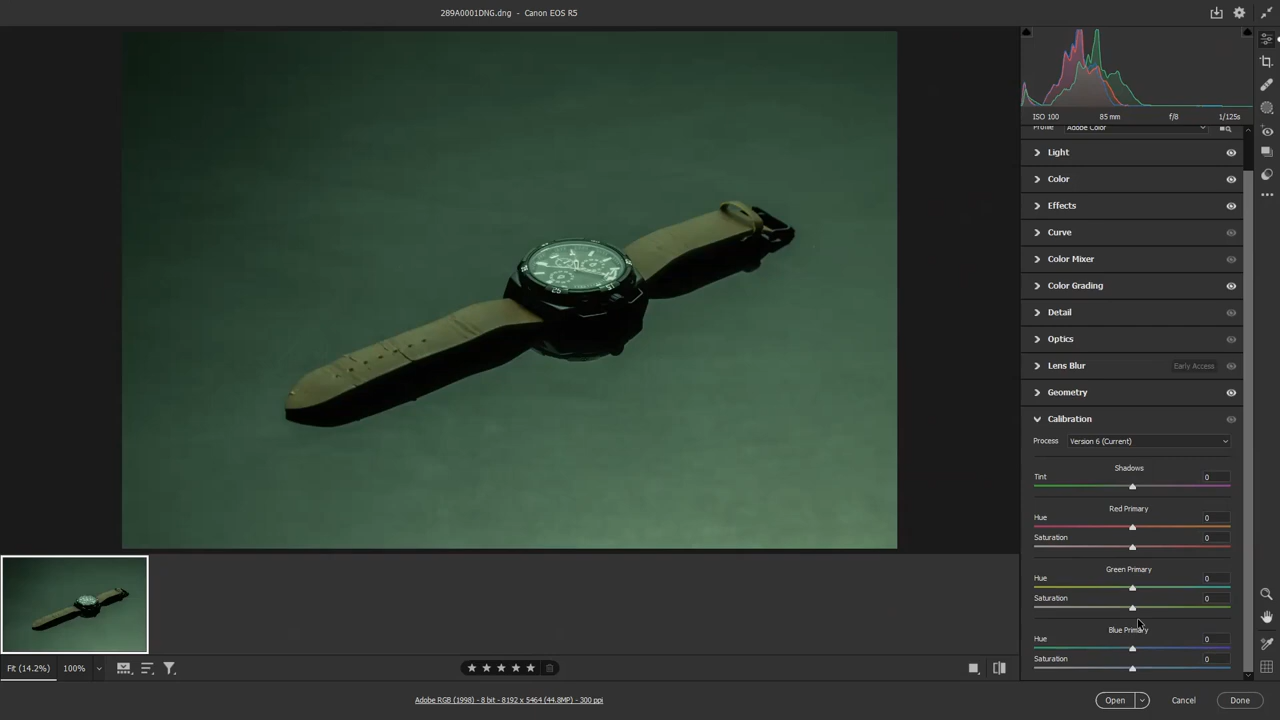 289A0001DNG.dng - Canon EOS R5
ISO 100 85 mm f/8 1/125s
Profile Adobe Color
Light
Color
Effects
Curve
Color Mixer
Color Grading
Detail
Optics
Lens Blur Early Access
Geometry
Calibration
Process Version 6 (Current)
Shadows
Tint 0
Red Primary
Hue 0
Saturation 0
Green Primary
Hue 0
Saturation 0
Blue Primary
Hue 0
Saturation 0
Fit (14.2%) 100%
Adobe RGB (1998) - 8 bit - 8192 x 5464 (44.8MP) - 300 ppi
Open Cancel Done